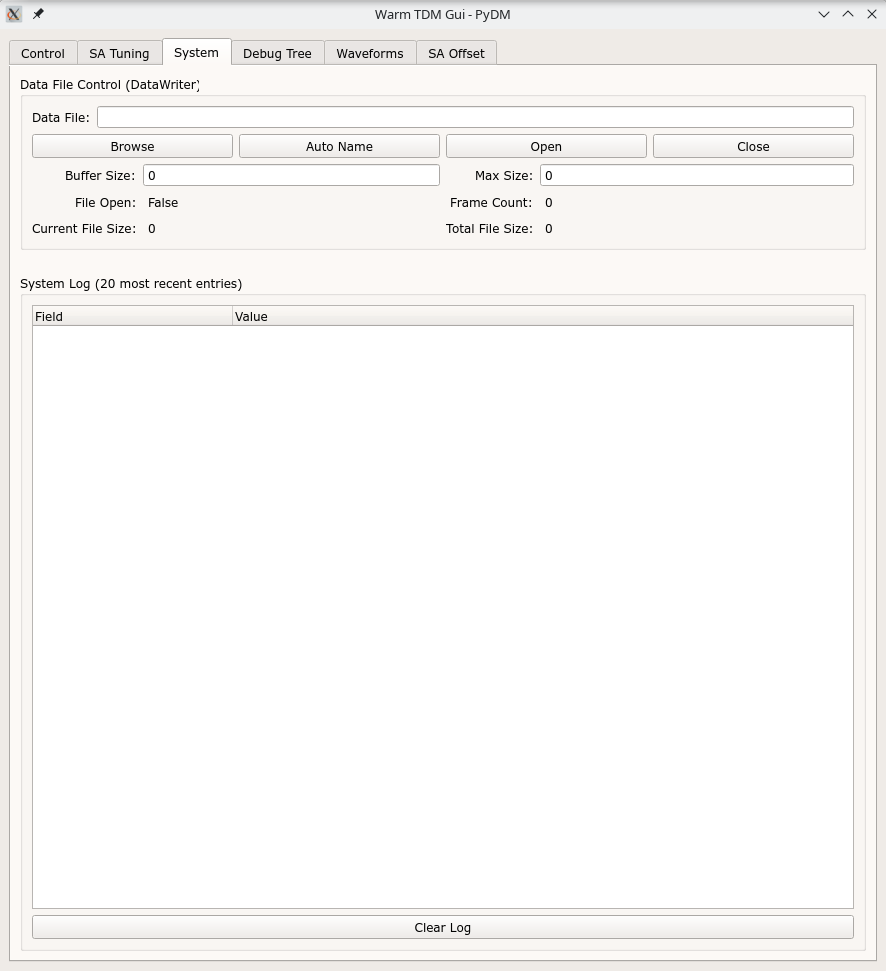 Warm TDM Gui - PyDM
Control SA Tuning System Debug Tree Waveforms SA Offset
Data File Control (DataWriter)
Data File:
Browse Auto Name Open Close
Buffer Size: 0 Max Size: 0
File Open: False Frame Count: 0
Current File Size: 0 Total File Size: 0
System Log (20 most recent entries)
Field Value
Clear Log